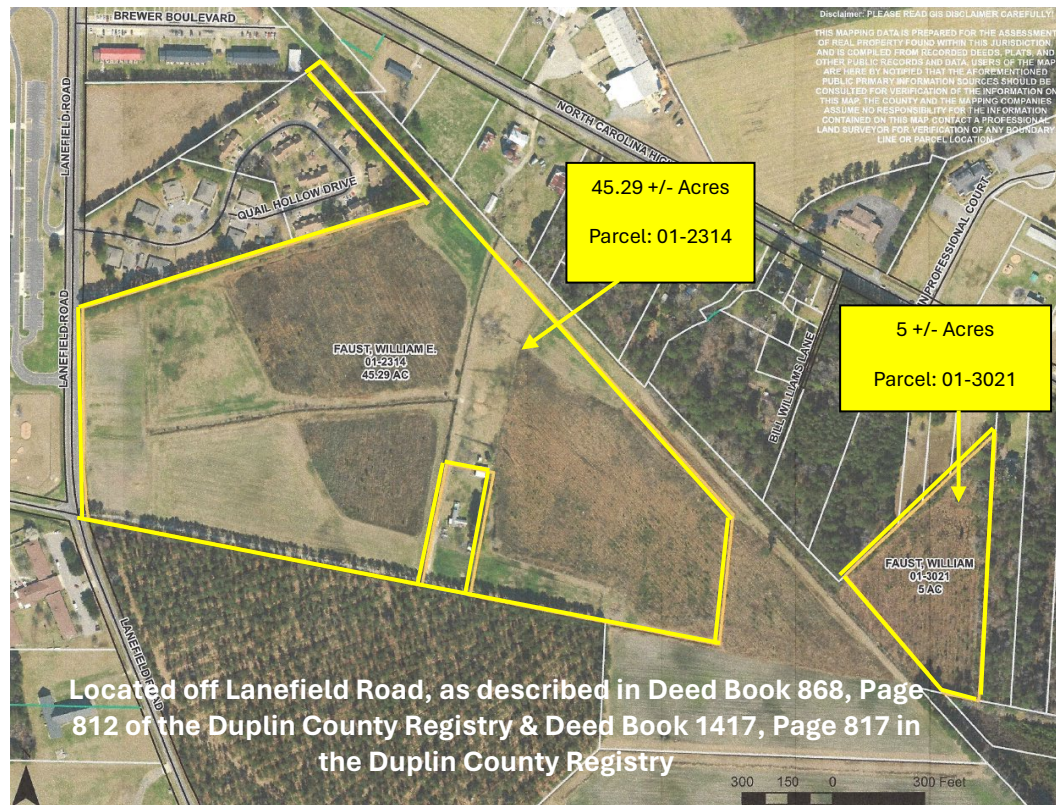 BREWER BOULEVARD
Disclaimer: PLEASE READ GIS DISCLAIMER CAREFULLY!
THIS MAPPING DATA IS PREPARED FOR THE ASSESSMENT
OF REAL PROPERTY FOUND WITHIN THIS JURISDICTION,
AND IS COMPILED FROM RECORDED DEEDS, PLATS, AND
OTHER PUBLIC RECORDS AND DATA. USERS OF THE MAP
ARE HERE BY NOTIFIED THAT THE AFOREMENTIONED
PUBLIC PRIMARY INFORMATION SOURCES SHOULD BE
CONSULTED FOR VERIFICATION OF THE INFORMATION ON
THIS MAP. THE COUNTY AND THE MAPPING COMPANIES
ASSUME NO RESPONSIBILITY FOR THE INFORMATION
CONTAINED ON THIS MAP. CONTACT A PROFESSIONAL
LAND SURVEYOR FOR VERIFICATION OF ANY BOUNDARY
LINE OR PARCEL LOCATION.
LANEFIELD ROAD
NORTH CAROLINA
QUAIL HOLLOW DRIVE
45.29 +/- Acres
Parcel: 01-2314
PROFESSIONAL COURT
LANEFIELD ROAD
5 +/- Acres
Parcel: 01-3021
FAUST, WILLIAM E.
01-2314
45.29 AC
BILL WILLIAMS LANE
FAUST, WILLIAM
01-3021
5 AC
LANEFIELD ROAD
Located off Lanefield Road, as described in Deed Book 868, Page
812 of the Duplin County Registry & Deed Book 1417, Page 817 in
the Duplin County Registry
300 150 0 300 Feet